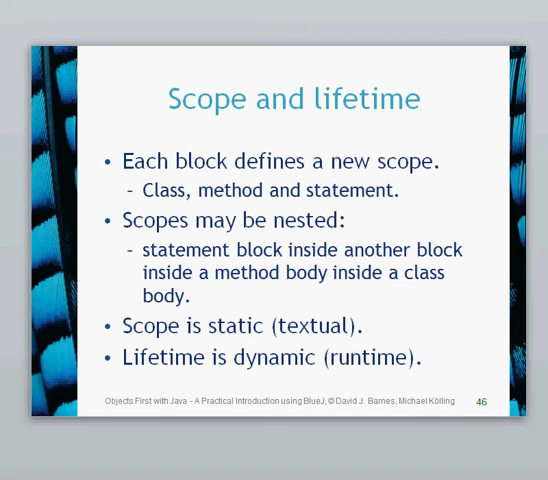 Scope and lifetime
• Each block defines a new scope.
- Class, method and statement.
• Scopes may be nested:
- statement block inside another block
inside a method body inside a class
body.
• Scope is static (textual).
• Lifetime is dynamic (runtime).
Objects First with Java - A Practical Introduction using BlueJ, © David J. Barnes, Michael Kölling
46